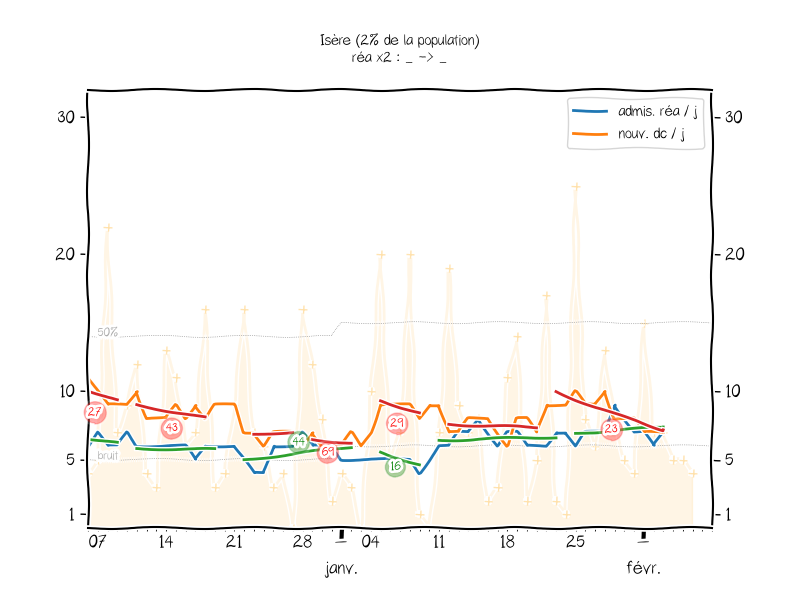 Isère (2% de la population)
réa x2 : _ -> _
admis. réa / j
nouv. dc / j
30
30
20
20
50%
10
10
27
43
44
69
29
16
23
bruit
5
5
1
1
07 14 21 28 04 11 18 25
janv. févr.